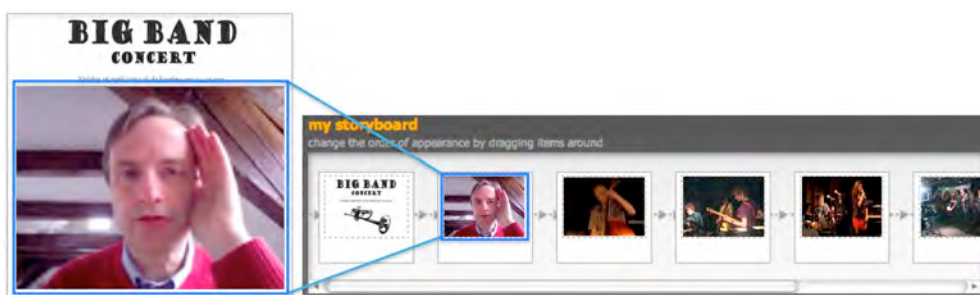 BIG BAND
CONCERT
my storyboard
change the order of appearance by dragging items around
BIG BAND
CONCERT